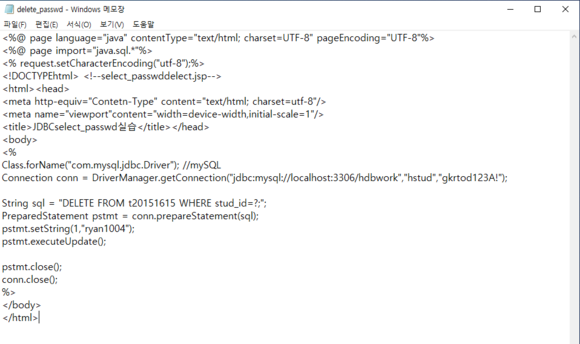 delete_passwd - Windows 메모장
파일(F) 편집(E) 서식(O) 보기(V) 도움말
<%@ page language="java" contentType="text/html; charset=UTF-8" pageEncoding="UTF-8"%>
<%@ page import="java.sql.*"%>
<% request.setCharacterEncoding("utf-8");%>
<!DOCTYPEhtml> <!--select_passwddelect.jsp-->
<html><head>
<meta http-equiv="Contetn-Type" content="text/html; charset=utf-8"/>
<meta name="viewport"content="width=device-width,initial-scale=1"/>
<title>JDBCselect_passwd실습</title></head>
<body>
<%
Class.forName("com.mysql.jdbc.Driver"); //mySQL
Connection conn = DriverManager.getConnection("jdbc:mysql://localhost:3306/hdbwork","hstud","gkrtod123A!");
String sql = "DELETE FROM t20151615 WHERE stud_id=?;";
PreparedStatement pstmt = conn.prepareStatement(sql);
pstmt.setString(1,"ryan1004");
pstmt.executeUpdate();
pstmt.close();
conn.close();
%>
</body>
</html>